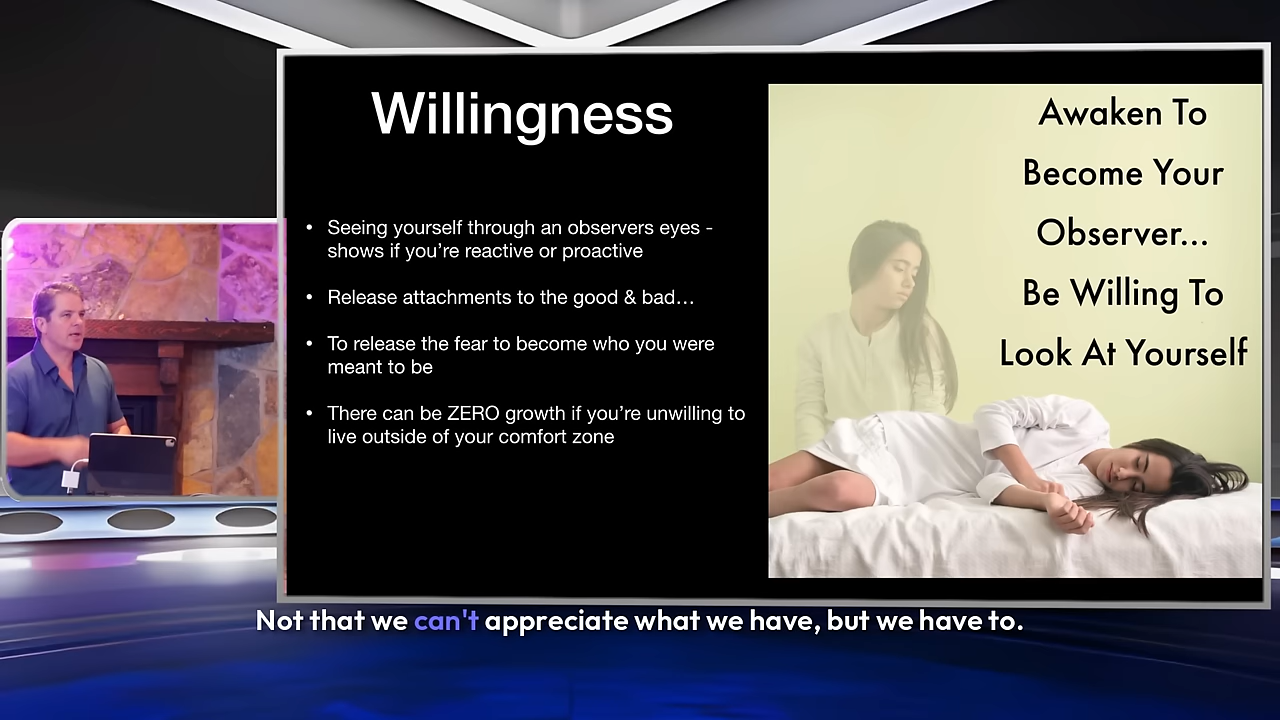 Willingness
• Seeing yourself through an observers eyes -
shows if you're reactive or proactive
• Release attachments to the good & bad…
• To release the fear to become who you were
meant to be
• There can be ZERO growth if you're unwilling to
live outside of your comfort zone
Awaken To
Become Your
Observer...
Be Willing To
Look At Yourself
Not that we can't appreciate what we have, but we have to.